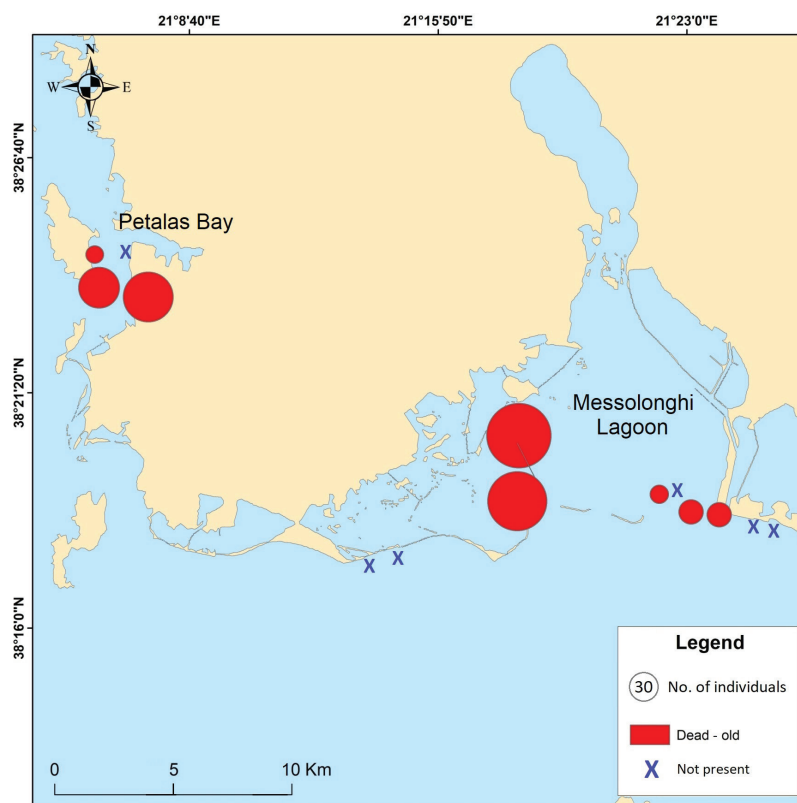 21°8'40"E 21°15'50"E 21°23'0"E
N
W E
S
38°26'40"N
Petalas Bay
X
38°21'20"N
Messolonghi
Lagoon
X
X X
X X
38°16'0"N
Legend
30 No. of individuals
Dead - old
X Not present
0 5 10 Km